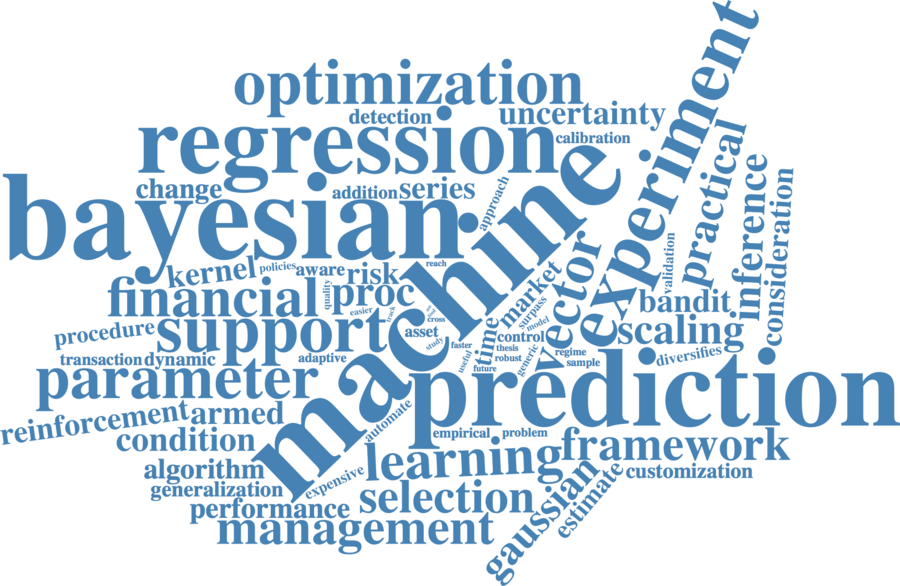 optimization
experiment
detection
uncertainty
regression
calibration
practical
change
addition
series
approach
machine
inference
consideration
bayesian
kernel
policies
aware
risk
reach
validation
financial
quality
proc
easier
track
cross
market
surpass
model
vector
bandit
procedure
support
asset
study
faster
time
control
thesis
robust
generic
scaling
transaction
dynamic
adaptive
useful
future
regime
sample
diversifies
parameter
prediction
reinforcement
armed
automate
empirical
problem
condition
framework
algorithm
expensive
learning
customization
generalization
gaussian
estimate
performance
selection
management